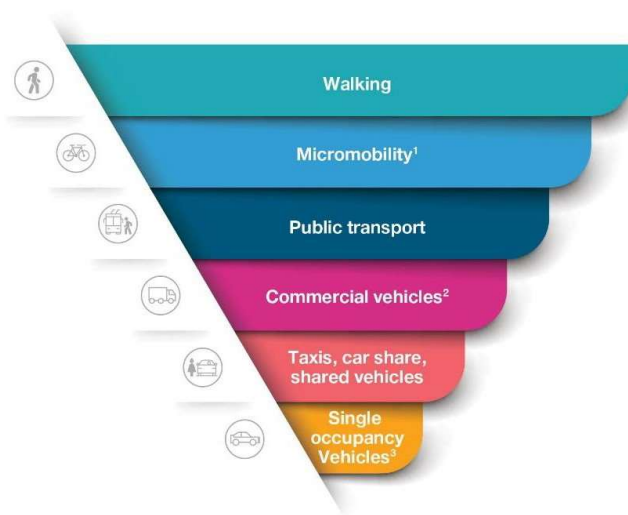 Walking
Micromobility¹
Public transport
Commercial vehicles²
Taxis, car share,
shared vehicles
Single
occupancy
Vehicles³